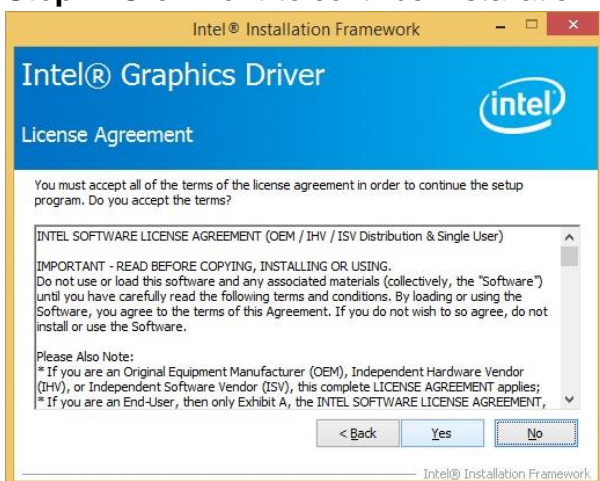 Intel® Installation Framework
Intel® Graphics Driver
License Agreement
intel
You must accept all of the terms of the license agreement in order to continue the setup
program. Do you accept the terms?
INTEL SOFTWARE LICENSE AGREEMENT (OEM / IHV / ISV Distribution & Single User)
IMPORTANT - READ BEFORE COPYING, INSTALLING OR USING.
Do not use or load this software and any associated materials (collectively, the "Software")
until you have carefully read the following terms and conditions. By loading or using the
Software, you agree to the terms of this Agreement. If you do not wish to so agree, do not
install or use the Software.
Please Also Note:
* If you are an Original Equipment Manufacturer (OEM), Independent Hardware Vendor
(IHV), or Independent Software Vendor (ISV), this complete LICENSE AGREEMENT applies;
* If you are an End-User, then only Exhibit A, the INTEL SOFTWARE LICENSE AGREEMENT,
< Back Yes No
Intel® Installation Framework